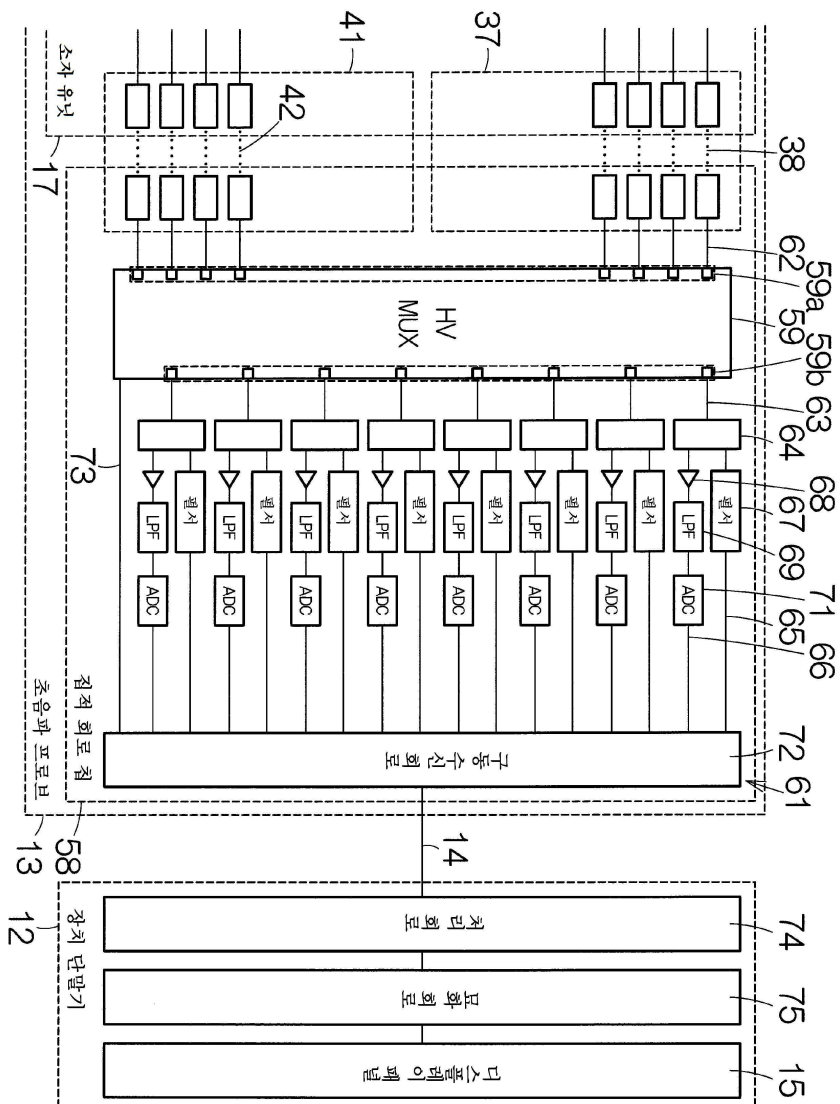 38
62
59a
59
59b
63
64
68
67
69
71
65
66
72
61
74
75
15
37
41
42
14
HV
MUX
펄서
LPF ADC
펄서
LPF ADC
펄서
LPF ADC
펄서
LPF ADC
펄서
LPF ADC
펄서
LPF ADC
펄서
LPF ADC
펄서
LPF ADC
73
구동수신회로
처리 회로
묘화 회로
디스플레이 패널
소자 유닛
17
집적 회로 칩
58
초음파 프로브
13
장치 단말기
12